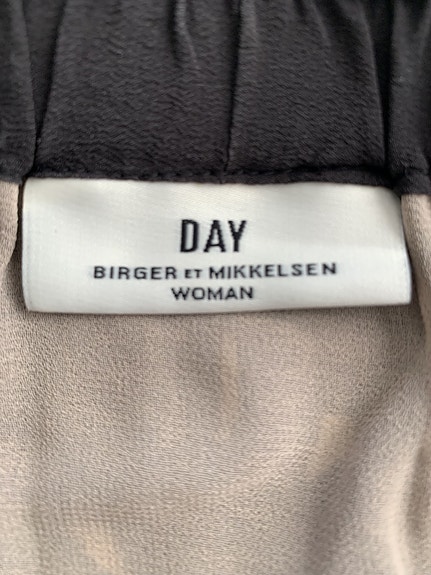 DAY
BIRGER ET MIKKELSEN
WOMAN